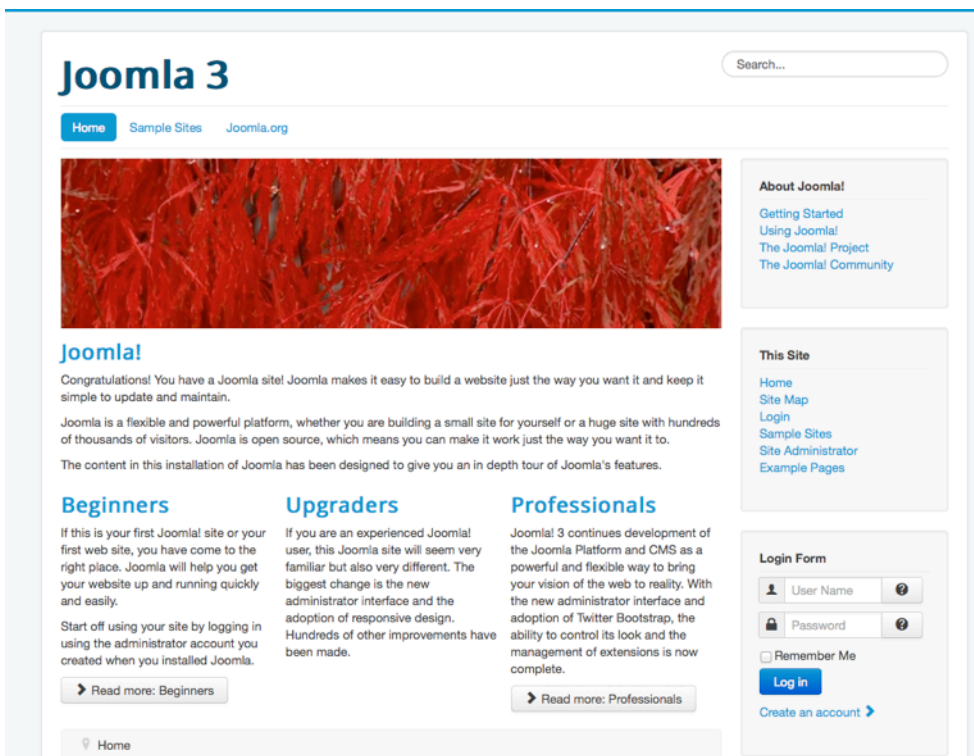 Joomla 3
Search...
Home
Sample Sites
Joomla.org
Joomla!
Congratulations! You have a Joomla site! Joomla makes it easy to build a website just the way you want it and keep it
simple to update and maintain.
Joomla is a flexible and powerful platform, whether you are building a small site for yourself or a huge site with hundreds
of thousands of visitors. Joomla is open source, which means you can make it work just the way you want it to.
The content in this installation of Joomla has been designed to give you an in depth tour of Joomla's features.
Beginners
If this is your first Joomla! site or your
first web site, you have come to the
right place. Joomla will help you get
your website up and running quickly
and easily.
Start off using your site by logging in
using the administrator account you
created when you installed Joomla.
Read more: Beginners
Upgraders
If you are an experienced Joomla!
user, this Joomla site will seem very
familiar but also very different. The
biggest change is the new
administrator interface and the
adoption of responsive design.
Hundreds of other improvements have
been made.
Professionals
Joomla! 3 continues development of
the Joomla Platform and CMS as a
powerful and flexible way to bring
your vision of the web to reality. With
the new administrator interface and
adoption of Twitter Bootstrap, the
ability to control its look and the
management of extensions is now
complete.
Read more: Professionals
Home
About Joomla!
Getting Started
Using Joomla!
The Joomla! Project
The Joomla! Community
This Site
Home
Site Map
Login
Sample Sites
Site Administrator
Example Pages
Login Form
User Name
Password
Remember Me
Log in
Create an account